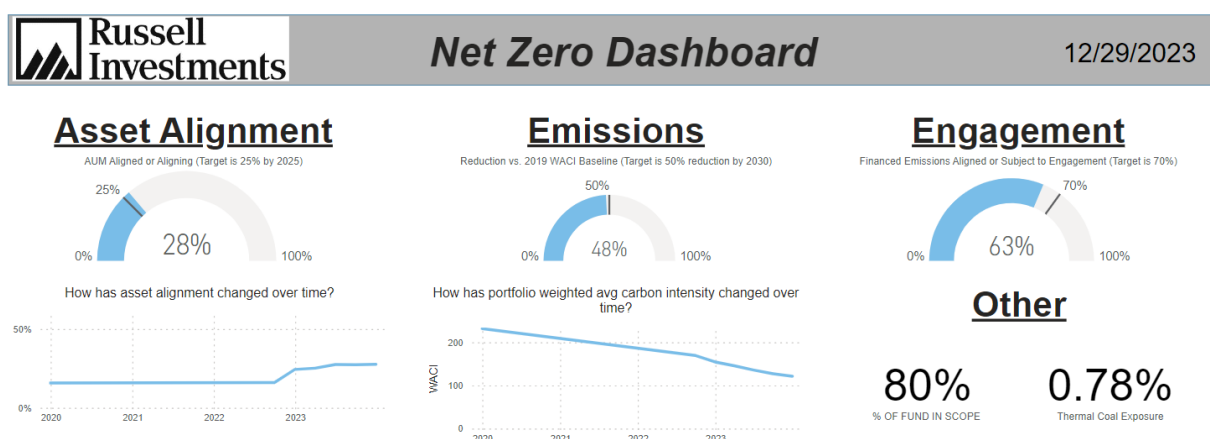 Russell
Investments
Net Zero Dashboard
12/29/2023
Asset Alignment
AUM Aligned or Aligning (Target is 25% by 2025)
25%
28%
0%
100%
How has asset alignment changed over time?
50%
0%
2020
2021
2022
2023
Emissions
Reduction vs. 2019 WACI Baseline (Target is 50% reduction by 2030)
50%
48%
0%
100%
How has portfolio weighted avg carbon intensity changed over
time?
WACI
200
100
0
2020
2021
2022
2023
Engagement
Financed Emissions Aligned or Subject to Engagement (Target is 70%)
70%
63%
0%
100%
Other
80%
% OF FUND IN SCOPE
0.78%
Thermal Coal Exposure